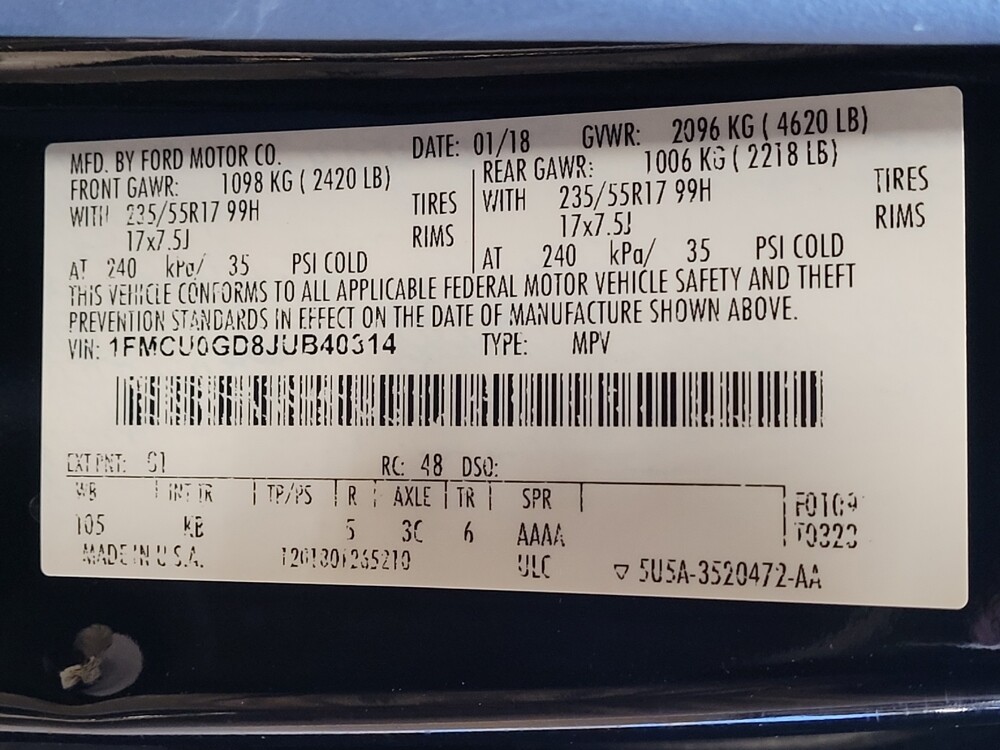 MFD. BY FORD MOTOR CO. DATE: 01/18 GVWR: 2096 KG ( 4620 LB)
FRONT GAWR: 1098 KG ( 2420 LB) REAR GAWR: 1006 KG ( 2218 LB)
WITH 235/55R17 99H TIRES WITH 235/55R17 99H TIRES
17x7.5J RIMS 17x7.5J RIMS
AT 240 kPa/ 35 PSI COLD AT 240 kPa/ 35 PSI COLD
THIS VEHICLE CONFORMS TO ALL APPLICABLE FEDERAL MOTOR VEHICLE SAFETY AND THEFT
PREVENTION STANDARDS IN EFFECT ON THE DATE OF MANUFACTURE SHOWN ABOVE.
VIN: 1FMCU0GD8JUB40314 TYPE: MPV
EXT PNT: G1 RC: 48 DSO:
WB INT TR TP/PS R AXLE TR SPR F0109
105 KB 5 3C 6 AAAA T0323
MADE IN U.S.A. ULC ▽ 5U5A-3520472-AA